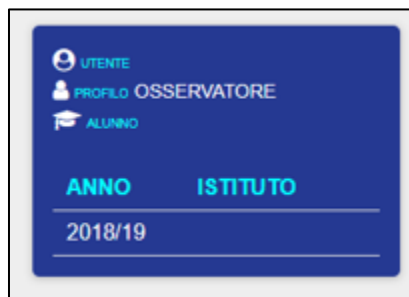 UTENTE
PROFILO OSSERVATORE
ALUNNO
ANNO ISTITUTO
2018/19